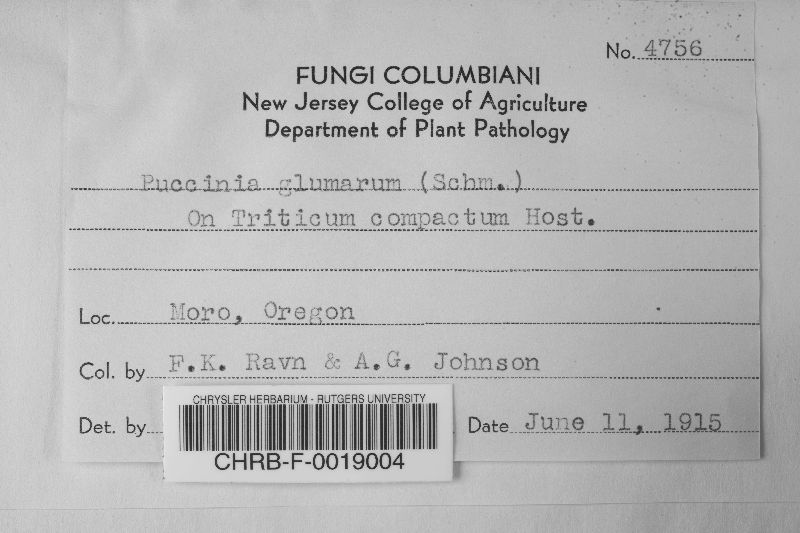 No. 4756
FUNGI COLUMBIANI
New Jersey College of Agriculture
Department of Plant Pathology
Puccinia glumarum (Schm.)
On Triticum compactum Host.
Loc. Moro, Oregon
Col. by F.K. Ravn & A.G. Johnson
Det. by
Date June 11, 1915
CHRYSLER HERBARIUM - RUTGERS UNIVERSITY
CHRB-F-0019004